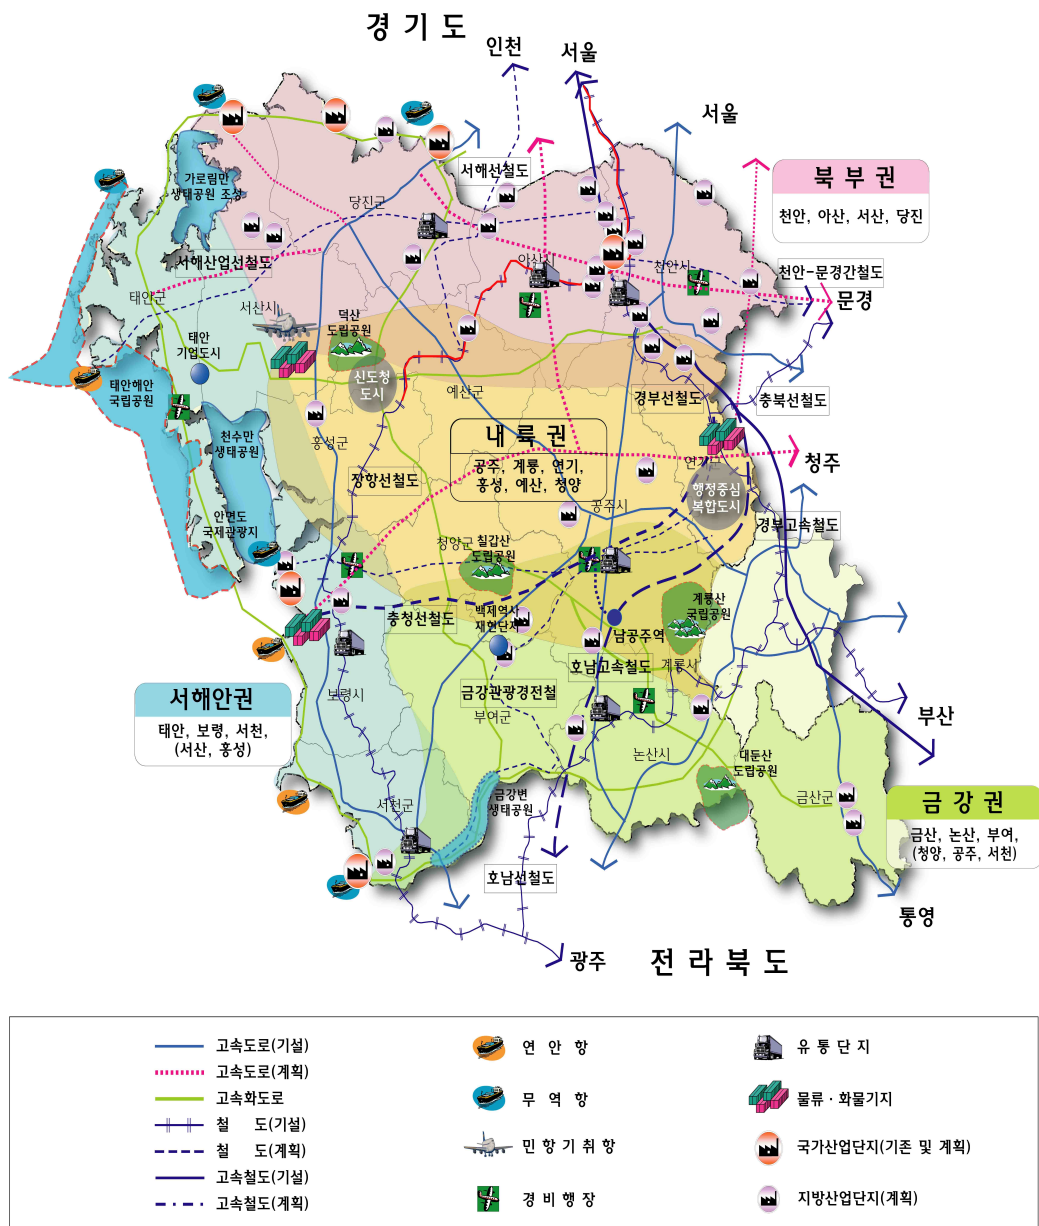 경기도
인천
서울
서울
서해선철도
북부권
천안, 아산, 서산, 당진
가로림만
생태공원 조성
당진군
서해산업선철도
아산시
천안시
천안-문경간철도
문경
태안군
서산시
태안
기업도시
덕산
도립공원
신도청
도시
예산군
경부선철도
충북선철도
태안해안
국립공원
천수만
생태공원
홍성군
장항선철도
내륙권
공주, 계룡, 연기,
홍성, 예산, 청양
연기군
청주
행정중심
복합도시
공주시
경부고속철도
안면도
국제관광지
청양군
칠갑산
도립공원
계룡산
국립공원
충청선철도
백제역사
재현단지
남공주역
호남고속철도
계룡시
서해안권
태안, 보령, 서천,
(서산, 홍성)
보령시
금강관광경전철
부여군
부산
논산시
대둔산
도립공원
금산군
금강권
금산, 논산, 부여,
(청양, 공주, 서천)
서천군
금강변
생태공원
호남선철도
통영
광주
전라북도
고속도로(기설)
고속도로(계획)
고속화도로
철 도(기설)
철 도(계획)
고속철도(기설)
고속철도(계획)
연안항
무역항
민항기취항
경비행장
유통단지
물류·화물기지
국가산업단지(기존 및 계획)
지방산업단지(계획)